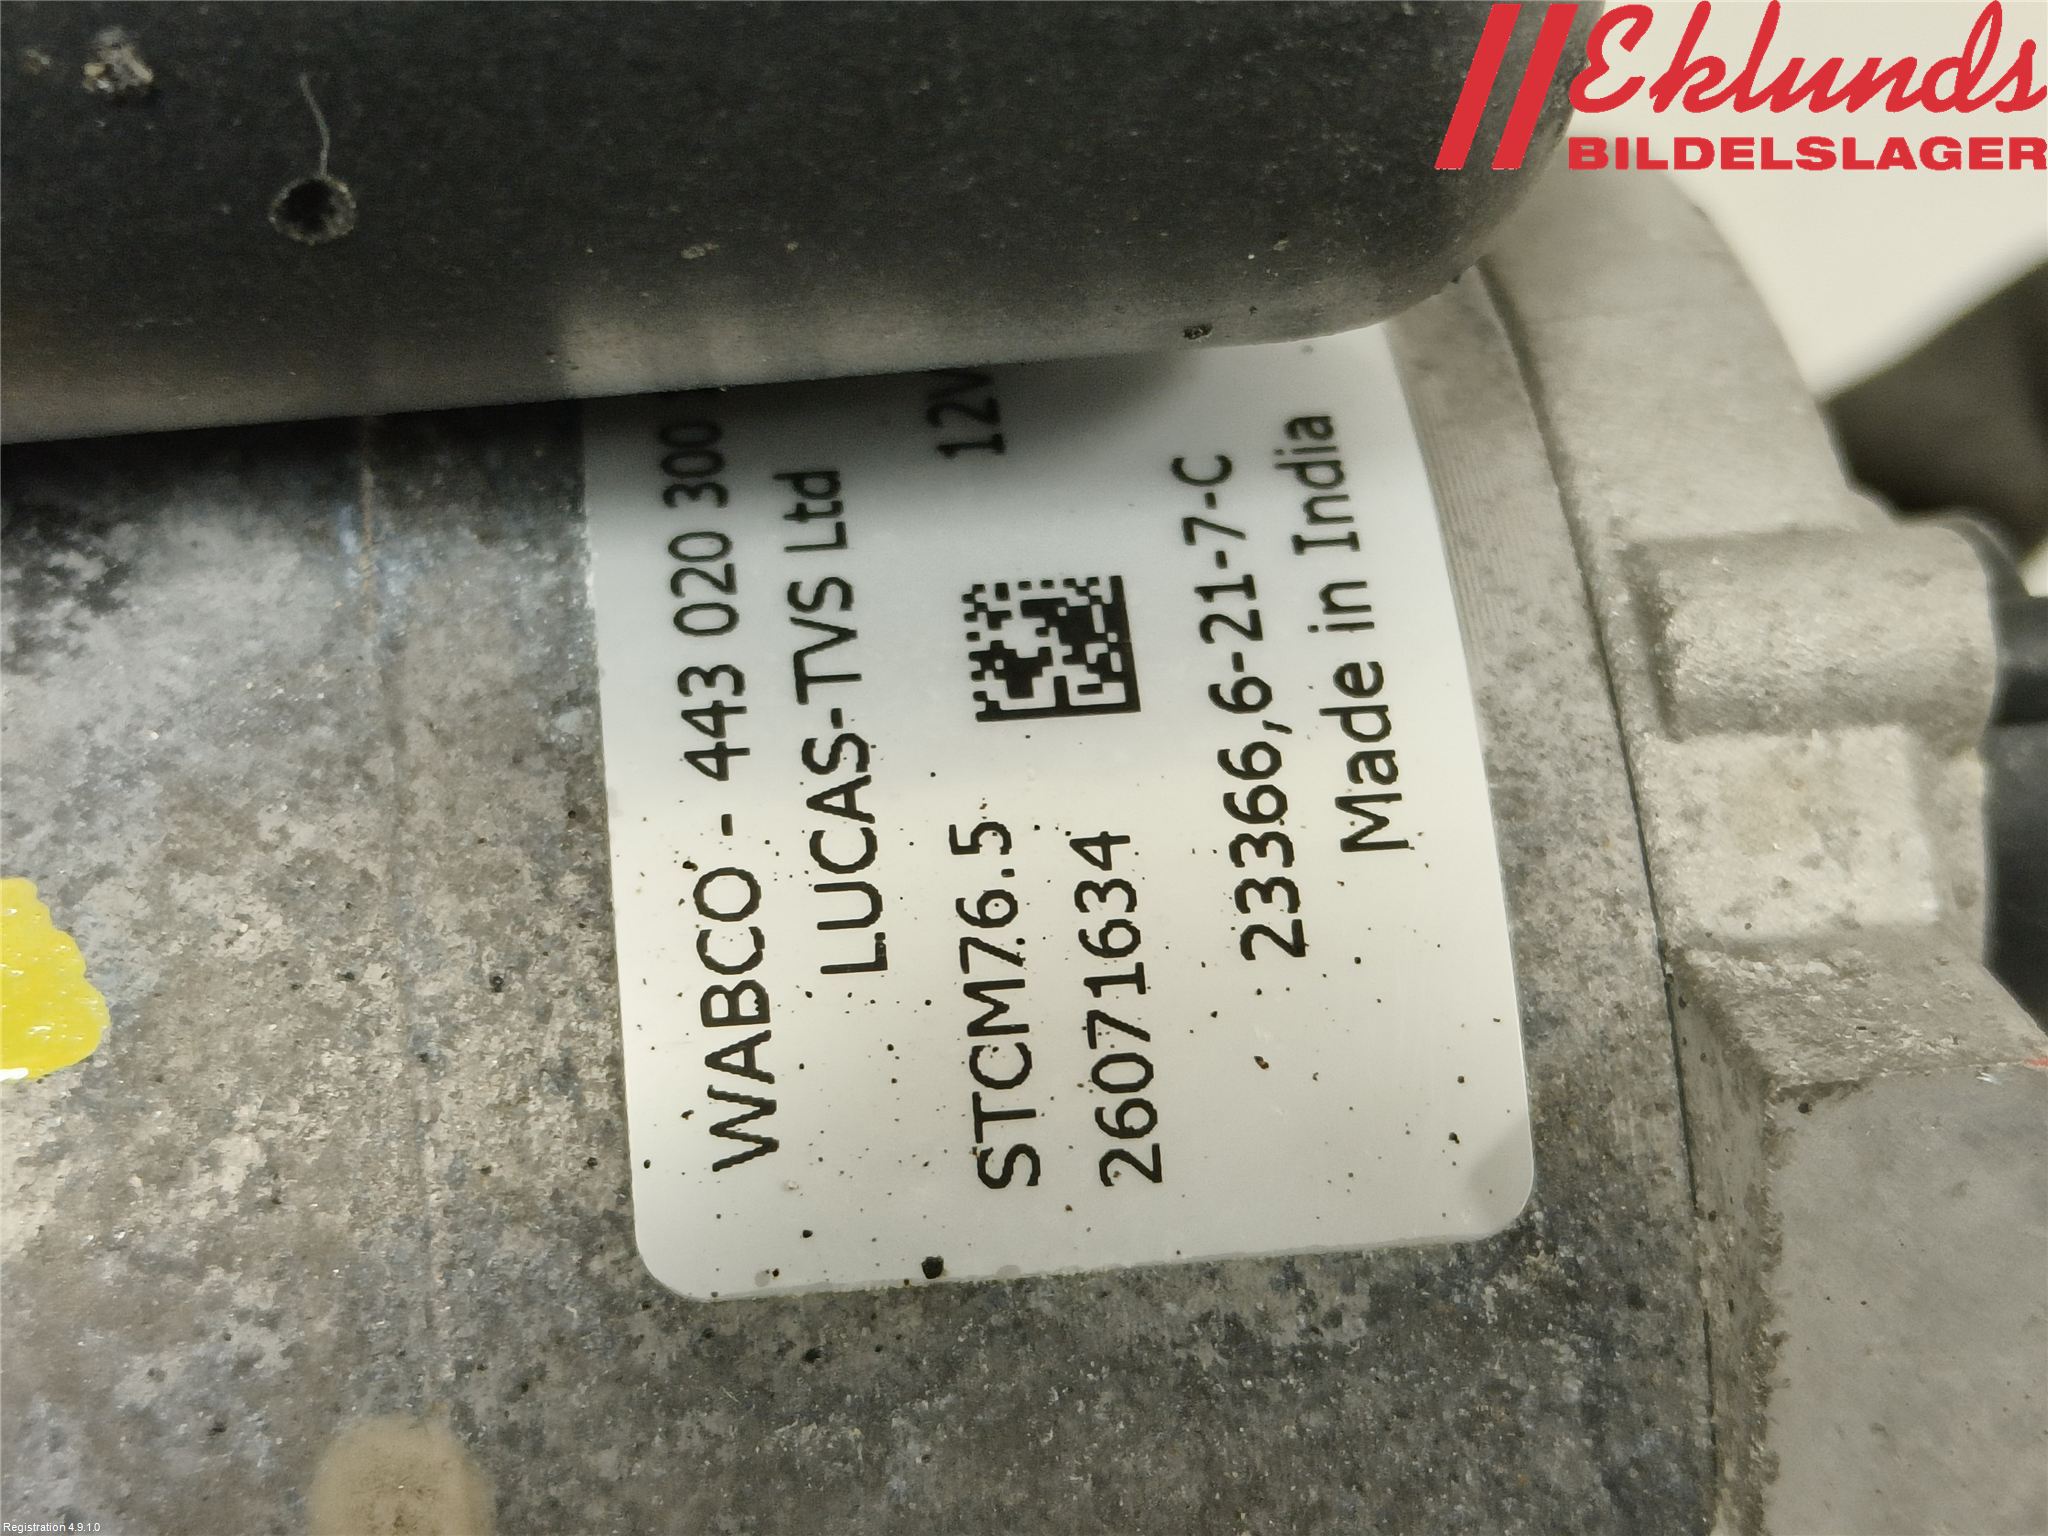 Eklunds
BILDELSLAGER
WABCO - 443 020 300
LUCAS-TVS Ltd
STCM76.5 12V
26071634
23366,6-21-7-C
Made in India
Registration 4.9.1.0